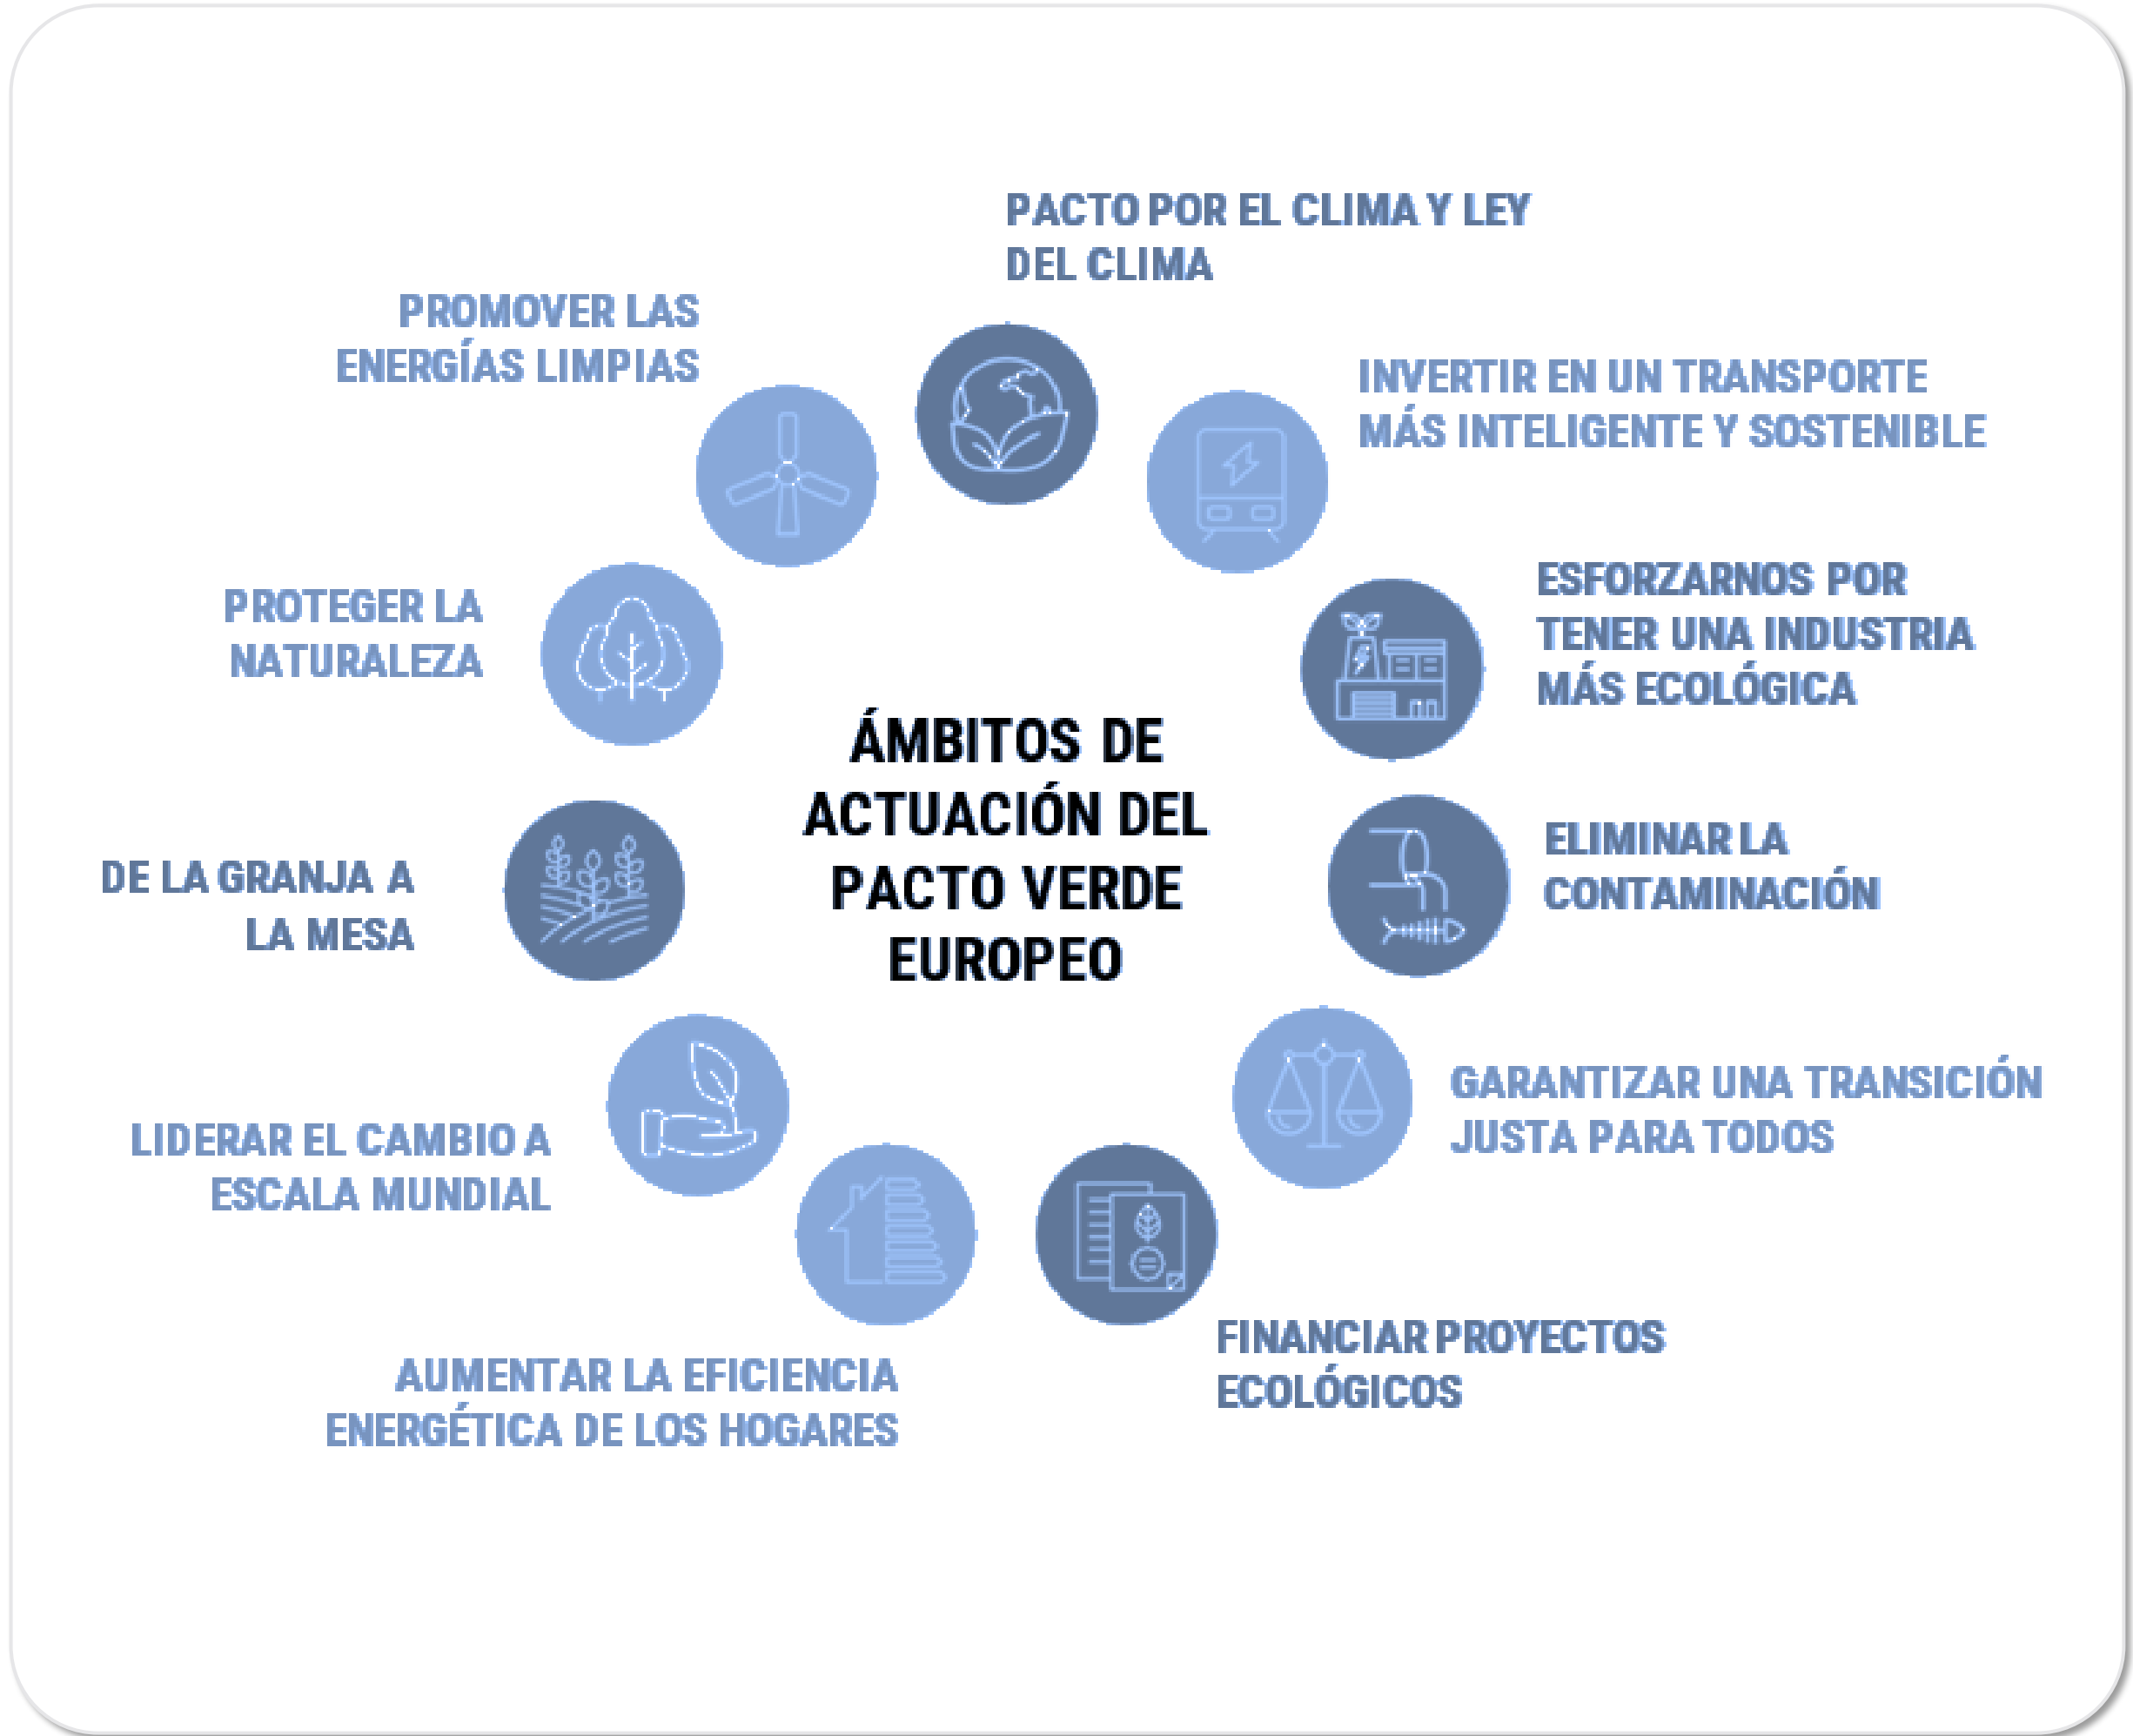 PACTO POR EL CLIMA Y LEY
DEL CLIMA
PROMOVER LAS
ENERGÍAS LIMPIAS
INVERTIR EN UN TRANSPORTE
MÁS INTELIGENTE Y SOSTENIBLE
PROTEGER LA
NATURALEZA
ESFORZARNOS POR
TENER UNA INDUSTRIA
MÁS ECOLÓGICA
ÁMBITOS DE
ACTUACIÓN DEL
PACTO VERDE
EUROPEO
DE LA GRANJA A
LA MESA
ELIMINAR LA
CONTAMINACIÓN
LIDERAR EL CAMBIO A
ESCALA MUNDIAL
GARANTIZAR UNA TRANSICIÓN
JUSTA PARA TODOS
AUMENTAR LA EFICIENCIA
ENERGÉTICA DE LOS HOGARES
FINANCIAR PROYECTOS
ECOLÓGICOS